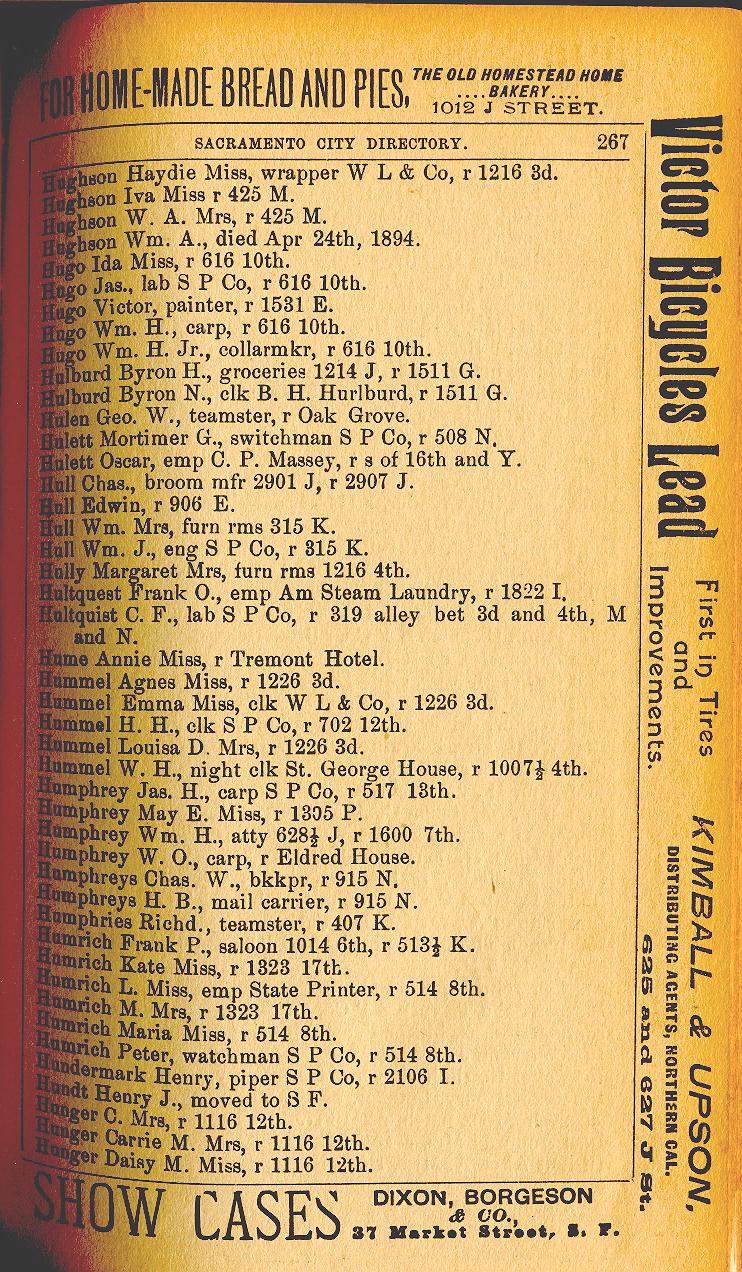 FOR HOME-MADE BREAD AND PIES, THE OLD HOMESTEAD HOME
....BAKERY....
1012 J STREET.
SACRAMENTO CITY DIRECTORY. 267
Hughson Haydie Miss, wrapper W L & Co, r 1216 3d.
Hughson Iva Miss r 425 M.
Hughson W. A. Mrs, r 425 M.
Hughson Wm. A., died Apr 24th, 1894.
Hugo Ida Miss, r 616 10th.
Hugo Jas., lab S P Co, r 616 10th.
Hugo Victor, painter, r 1531 E.
Hugo Wm. H., carp, r 616 10th.
Hugo Wm. H. Jr., collarmkr, r 616 10th.
Hulburd Byron H., groceries 1214 J, r 1511 G.
Hulburd Byron N., clk B. H. Hurlburd, r 1511 G.
Hulen Geo. W., teamster, r Oak Grove.
Hulett Mortimer G., switchman S P Co, r 508 N.
Hulett Oscar, emp C. P. Massey, r s of 16th and Y.
Hull Chas., broom mfr 2901 J, r 2907 J.
Hull Edwin, r 906 E.
Hull Wm. Mrs, furn rms 315 K.
Hull Wm. J., eng S P Co, r 315 K.
Hully Margaret Mrs, furn rms 1216 4th.
Hultquest Frank O., emp Am Steam Laundry, r 1822 I.
Hultquist C. F., lab S P Co, r 319 alley bet 3d and 4th, M
and N.
Hume Annie Miss, r Tremont Hotel.
Hummel Agnes Miss, r 1226 3d.
Hummel Emma Miss, clk W L & Co, r 1226 3d.
Hummel H. H., clk S P Co, r 702 12th.
Hummel Louisa D. Mrs, r 1226 3d.
Hummel W. H., night clk St. George House, r 1007½ 4th.
Humphrey Jas. H., carp S P Co, r 517 13th.
Humphrey May E. Miss, r 1305 P.
Humphrey Wm. H., atty 628½ J, r 1600 7th.
Humphrey W. O., carp, r Eldred House.
Humphreys Chas. W., bkkpr, r 915 N.
Humphreys H. B., mail carrier, r 915 N.
Humphries Richd., teamster, r 407 K.
Humrich Frank P., saloon 1014 6th, r 513½ K.
Humrich Kate Miss, r 1323 17th.
Humrich L. Miss, emp State Printer, r 514 8th.
Humrich M. Mrs, r 1323 17th.
Humrich Maria Miss, r 514 8th.
Humrich Peter, watchman S P Co, r 514 8th.
Hundermark Henry, piper S P Co, r 2106 I.
Hundt Henry J., moved to S F.
Hunger C. Mrs, r 1116 12th.
Hunger Carrie M. Mrs, r 1116 12th.
Hunger Daisy M. Miss, r 1116 12th.
Victor Bicycles Lead
First in Tires
and
Improvements.
KIMBALL & UPSON,
DISTRIBUTING AGENTS, NORTHERN CAL.
625 and 627 J St.
SHOW CASES DIXON, BORGESON
& CO.,
37 Market Street, S. F.